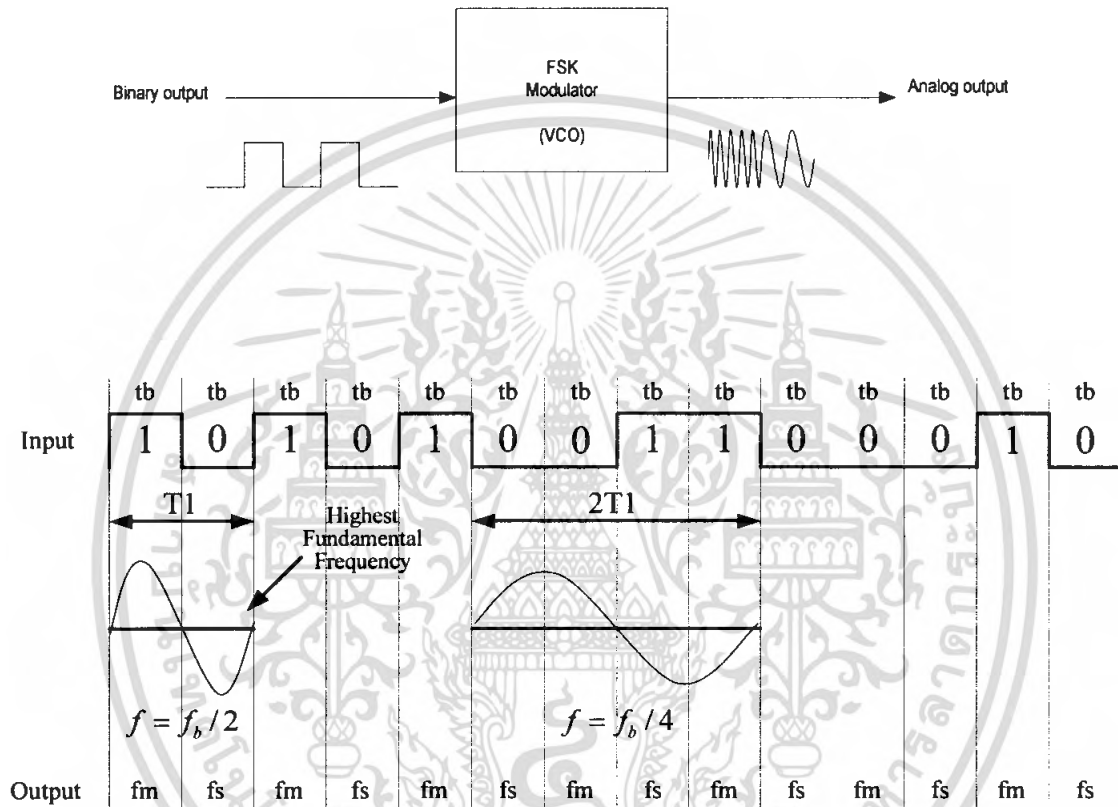 Binary output
FSK
Modulator
(VCO)
Analog output
tb tb tb tb tb tb tb tb tb tb tb tb tb tb
Input 1 0 1 0 1 0 0 1 1 0 0 0 1 0
T1
2T1
Highest
Fundamental
Frequency
f = f_b / 2
f = f_b / 4
Output fm fs fm fs fm fs fs fm fm fs fs fs fm fs